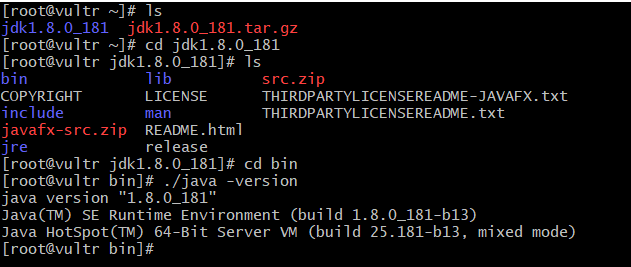 [root@vultr ~]# ls
jdk1.8.0_181  jdk1.8.0_181.tar.gz
[root@vultr ~]# cd jdk1.8.0_181
[root@vultr jdk1.8.0_181]# ls
bin             lib          src.zip
COPYRIGHT       LICENSE      THIRDPARTYLICENSEREADME-JAVAFX.txt
include         man          THIRDPARTYLICENSEREADME.txt
javafx-src.zip  README.html
jre             release
[root@vultr jdk1.8.0_181]# cd bin
[root@vultr bin]# ./java -version
java version "1.8.0_181"
Java(TM) SE Runtime Environment (build 1.8.0_181-b13)
Java HotSpot(TM) 64-Bit Server VM (build 25.181-b13, mixed mode)
[root@vultr bin]#